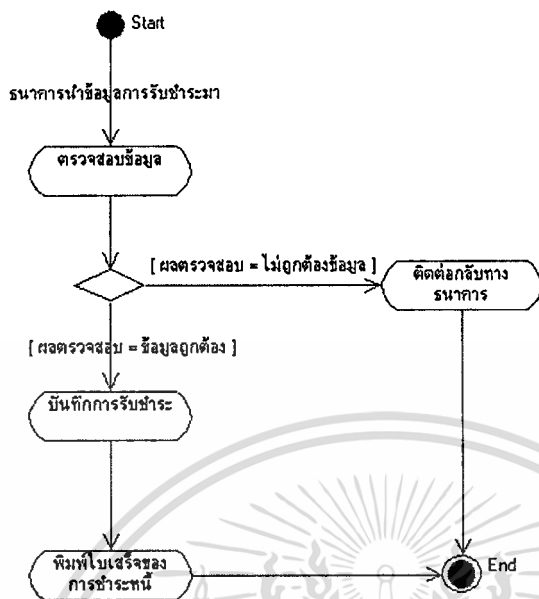 Start
ธนาคารนำข้อมูลการรับชำระมา
ตรวจสอบข้อมูล
[ ผลตรวจสอบ = ไม่ถูกต้องข้อมูล ]
ติดต่อกลับทาง
ธนาคาร
[ ผลตรวจสอบ = ข้อมูลถูกต้อง ]
บันทึกการรับชำระ
พิมพ์ใบเสร็จของ
การชำระหนี้
End